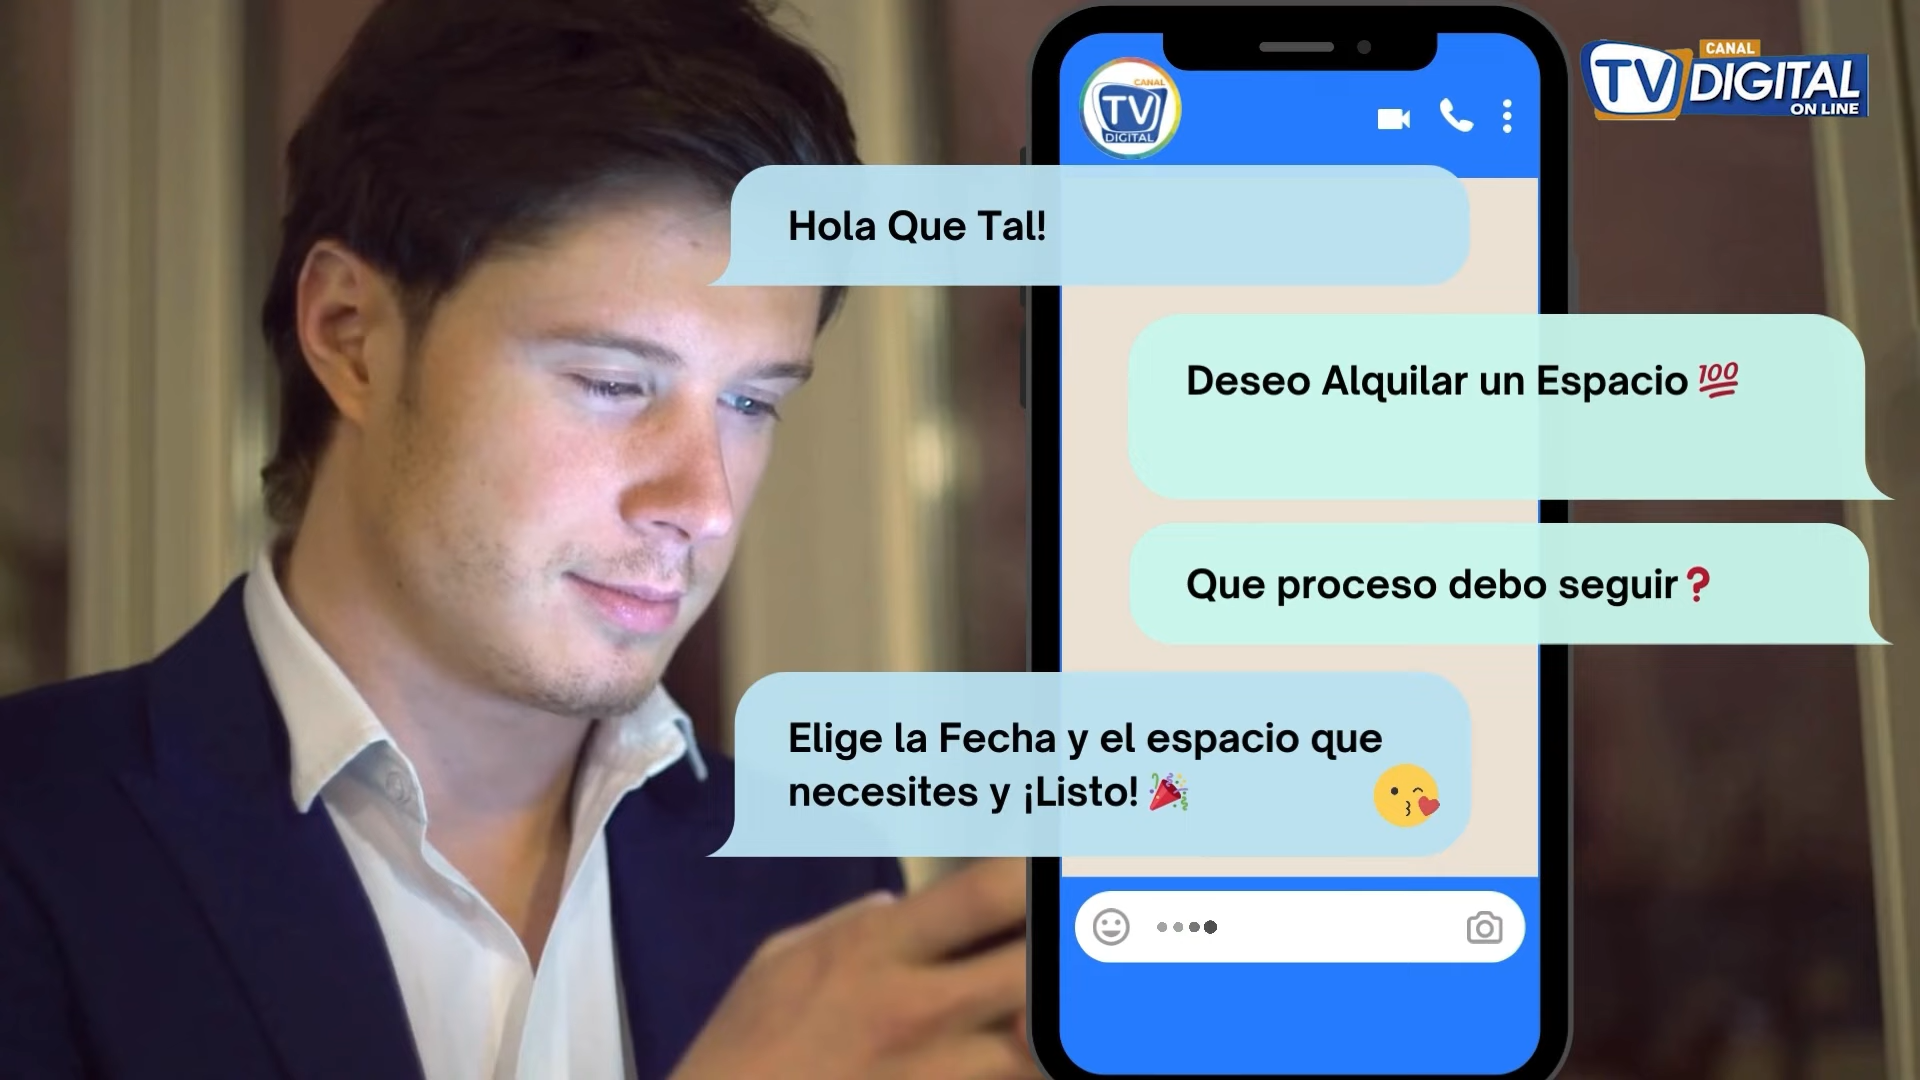 CANAL
TV DIGITAL
ON LINE
CANAL
TV
DIGITAL
Hola Que Tal!
Deseo Alquilar un Espacio 💯
Que proceso debo seguir❓
Elige la Fecha y el espacio que
necesites y ¡Listo! 🎉 😘